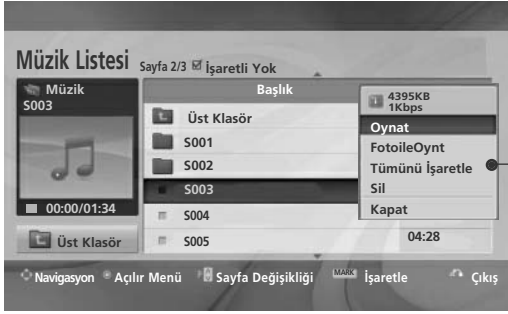 Müzik Listesi
Sayfa 2/3 İşaretli Yok
Müzik
S003
00:00/01:34
Üst Klasör
Başlık
Üst Klasör
S001
S002
S003
S004
S005
04:28
4395KB
1Kbps
Oynat
FotoileOynt
Tümünü İşaretle
Sil
Kapat
Navigasyon Açılır Menü Sayfa Değişikliği MARK İşaretle Çıkış